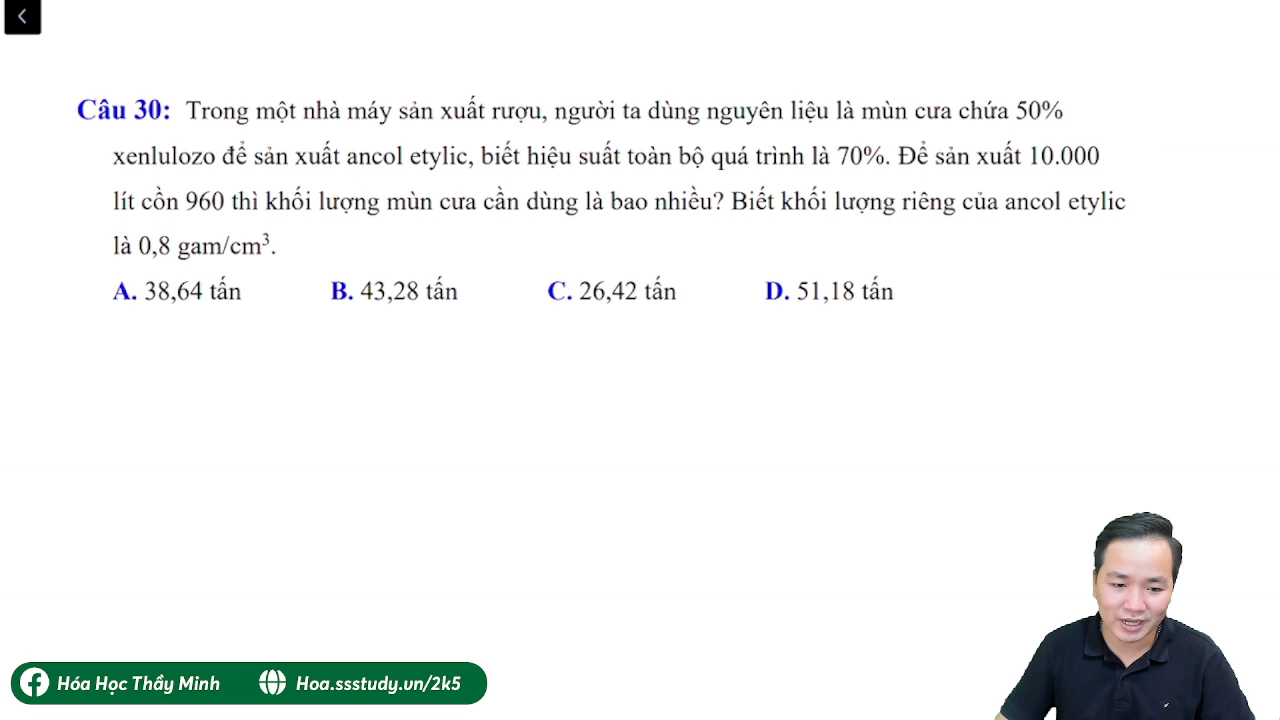 Câu 30: Trong một nhà máy sản xuất rượu, người ta dùng nguyên liệu là mùn cưa chứa 50%
xenlulozo để sản xuất ancol etylic, biết hiệu suất toàn bộ quá trình là 70%. Để sản xuất 10.000
lít cồn 960 thì khối lượng mùn cưa cần dùng là bao nhiều? Biết khối lượng riêng của ancol etylic
là 0,8 gam/cm³.
A. 38,64 tấn B. 43,28 tấn C. 26,42 tấn D. 51,18 tấn
Hóa Học Thầy Minh Hoa.ssstudy.vn/2k5